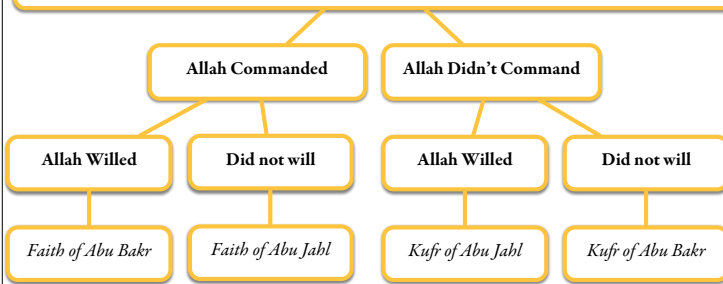 Allah Commanded
Allah Didn’t Command
Allah Willed
Did not will
Allah Willed
Did not will
Faith of Abu Bakr
Faith of Abu Jahl
Kufr of Abu Jahl
Kufr of Abu Bakr